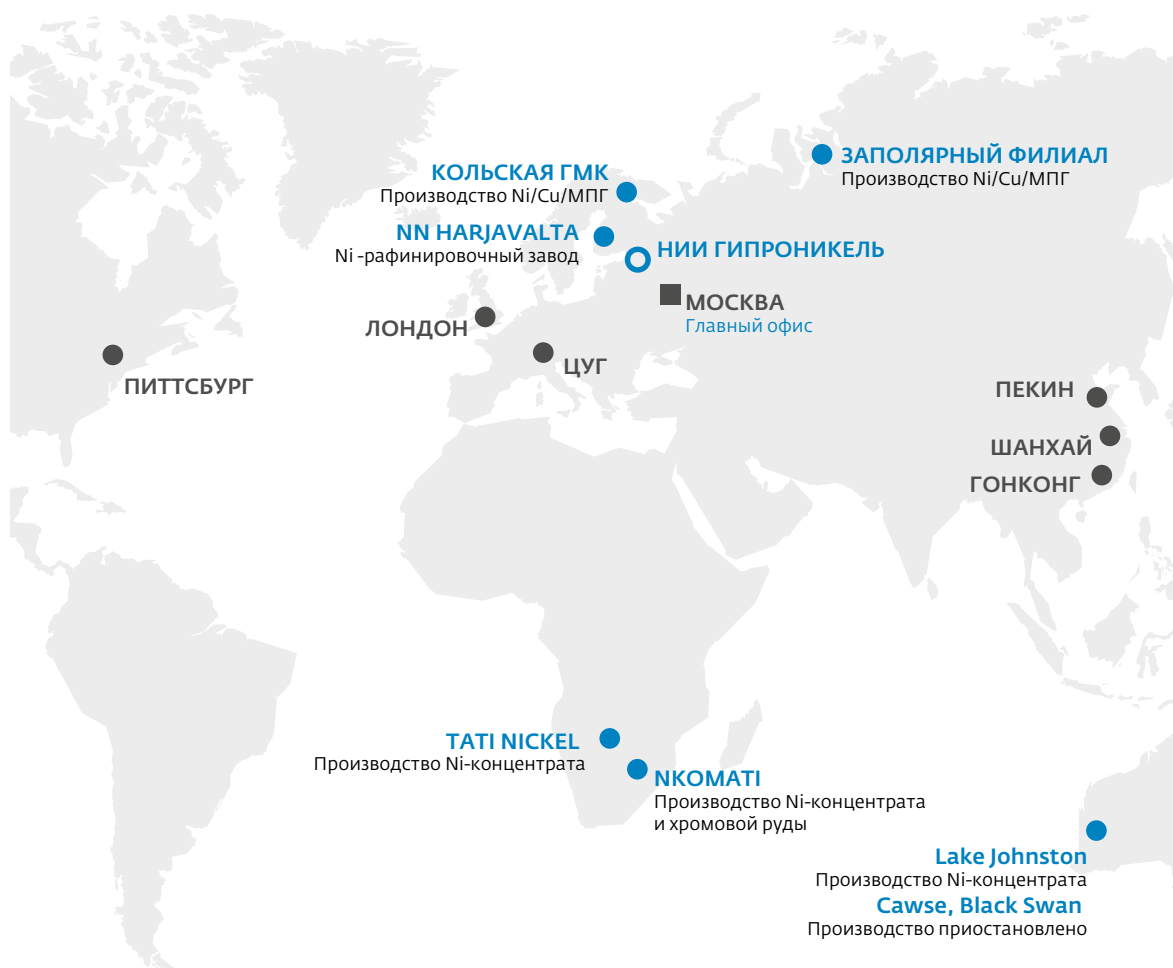 ЗАПОЛЯРНЫЙ ФИЛИАЛ
Производство Ni/Cu/МПГ
КОЛЬСКАЯ ГМК
Производство Ni/Cu/МПГ
NN HARJAVALTA
Ni -рафинировочный завод
НИИ ГИПРОНИКЕЛЬ
МОСКВА
Главный офис
ЛОНДОН
ЦУГ
ПИТТСБУРГ
ПЕКИН
ШАНХАЙ
ГОНКОНГ
TATI NICKEL
Производство Ni-концентрата
NKOMATI
Производство Ni-концентрата
и хромовой руды
Lake Johnston
Производство Ni-концентрата
Cawse, Black Swan
Производство приостановлено